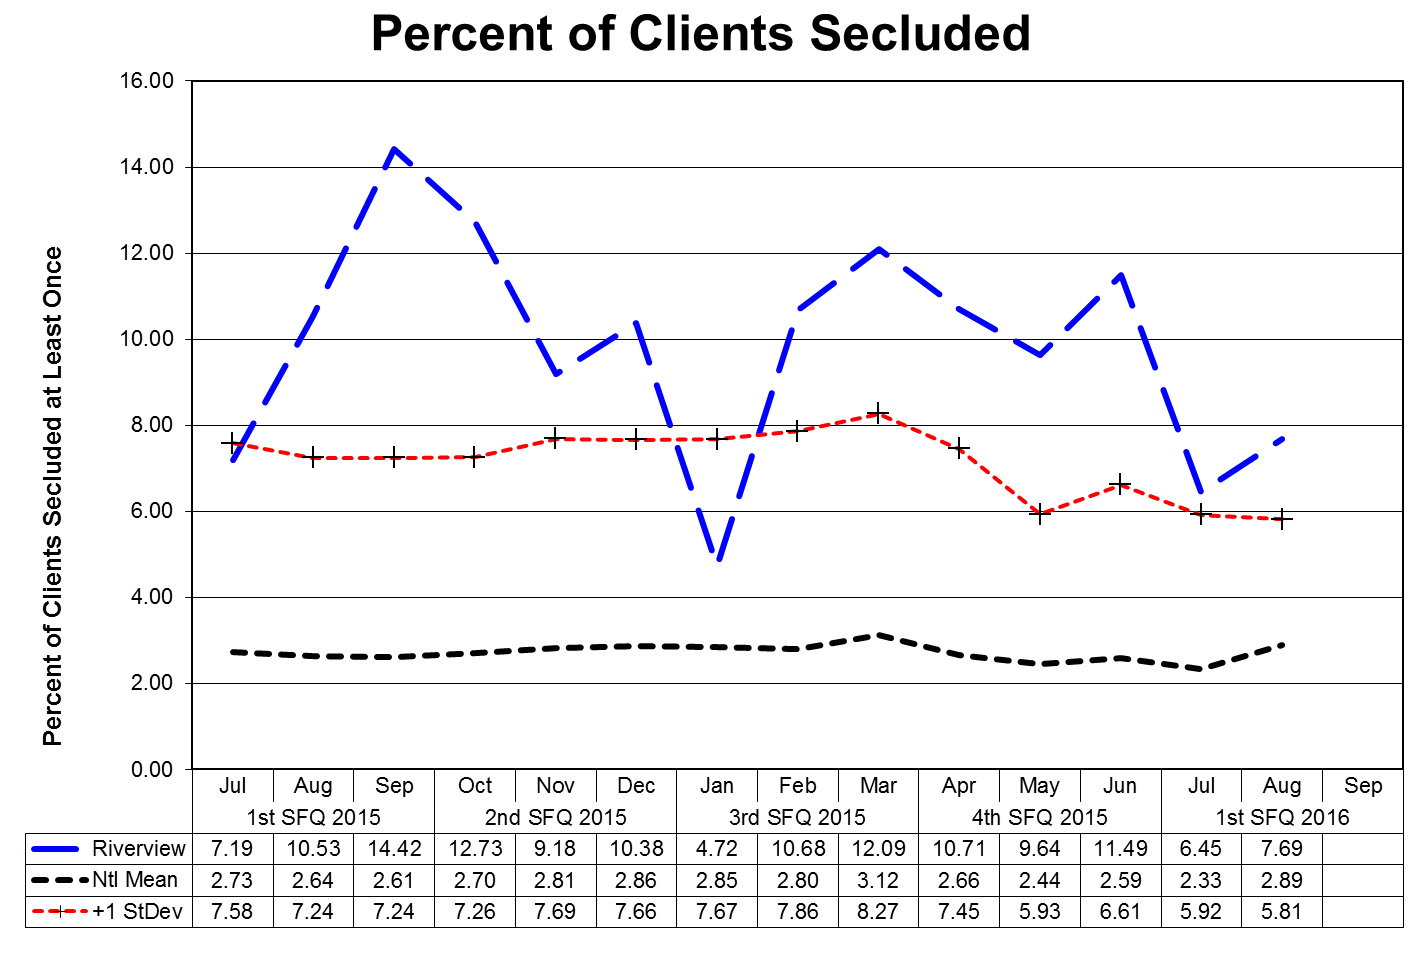 Percent of Clients Secluded
Percent of Clients Secluded at Least Once
16.00
14.00
12.00
10.00
8.00
6.00
4.00
2.00
0.00
Jul Aug Sep Oct Nov Dec Jan Feb Mar Apr May Jun Jul Aug Sep
1st SFQ 2015 2nd SFQ 2015 3rd SFQ 2015 4th SFQ 2015 1st SFQ 2016
Riverview 7.19 10.53 14.42 12.73 9.18 10.38 4.72 10.68 12.09 10.71 9.64 11.49 6.45 7.69
Ntl Mean 2.73 2.64 2.61 2.70 2.81 2.86 2.85 2.80 3.12 2.66 2.44 2.59 2.33 2.89
+1 StDev 7.58 7.24 7.24 7.26 7.69 7.66 7.67 7.86 8.27 7.45 5.93 6.61 5.92 5.81